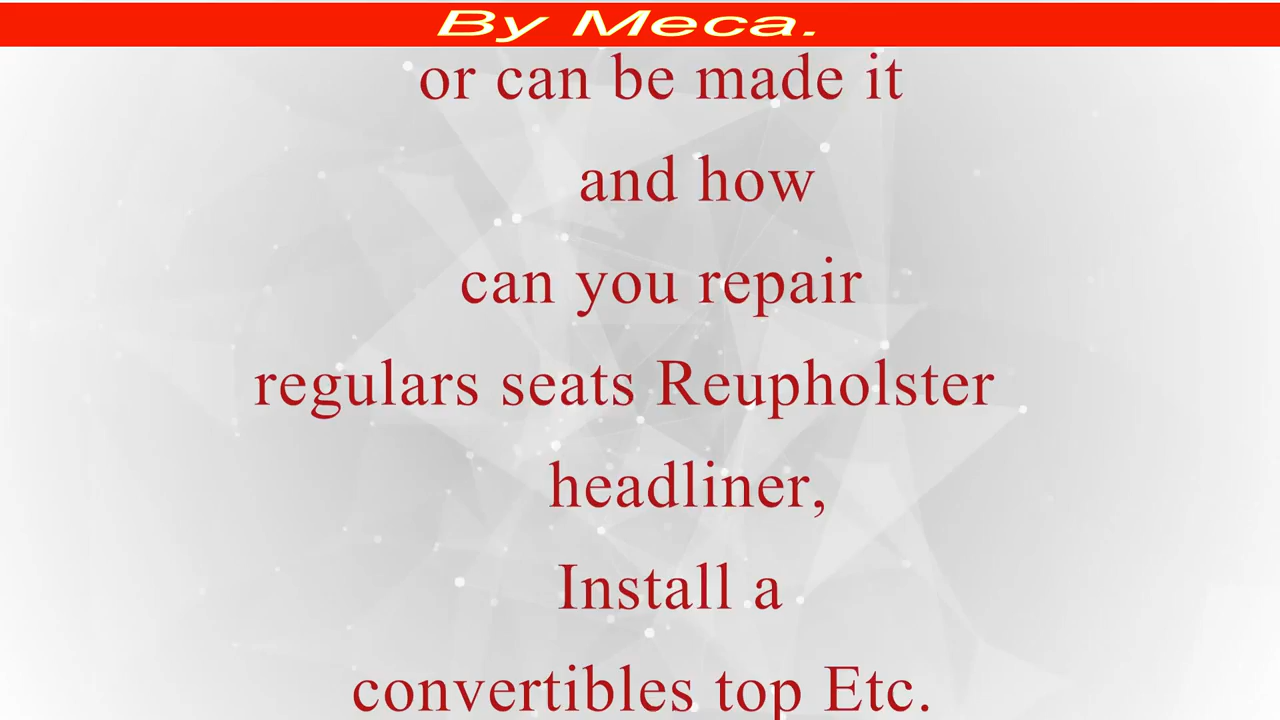 By Meca.
or can be made it
and how
can you repair
regulars seats Reupholster
headliner,
Install a
convertibles top Etc.